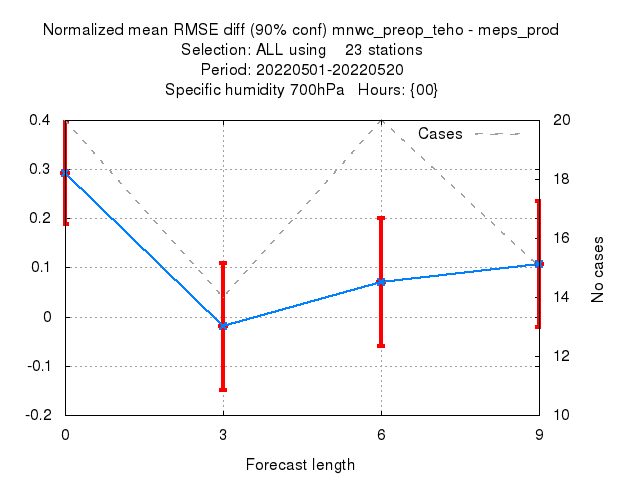 Normalized mean RMSE diff (90% conf) mnwc_preop_teho - meps_prod
Selection: ALL using 23 stations
Period: 20220501-20220520
Specific humidity 700hPa Hours: {00}
Cases
0.4
0.3
0.2
0.1
0
-0.1
-0.2
20
18
16
14
12
10
No cases
0 3 6 9
Forecast length